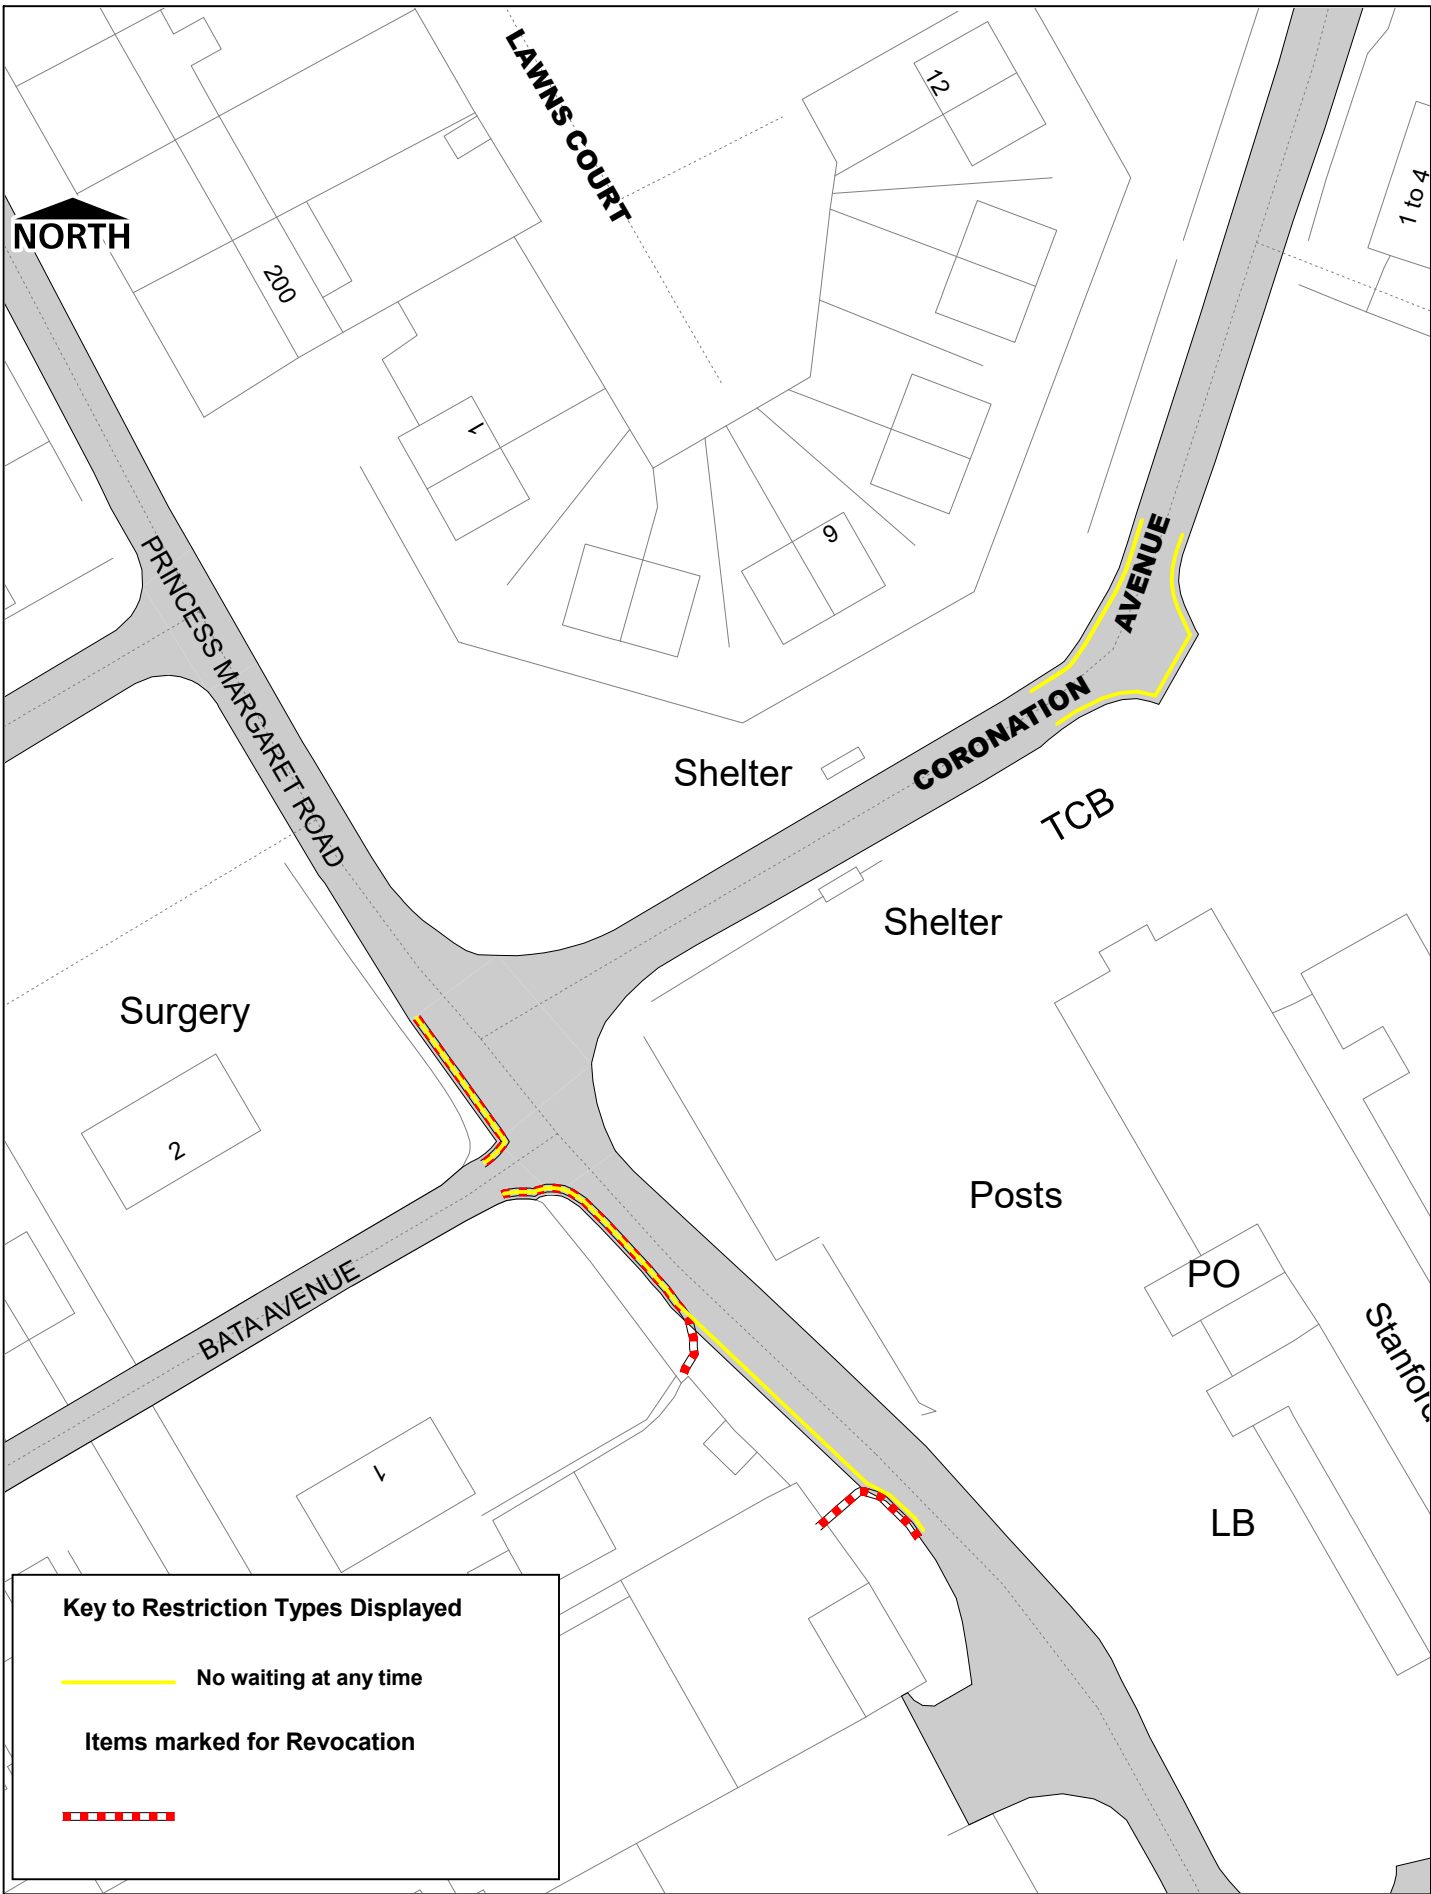 LAWNS COURT
12
1 to 4
NORTH
200
1
9
PRINCESS MARGARET ROAD
AVENUE
CORONATION
Shelter
TCB
Shelter
Surgery
2
Posts
PO
BATA AVENUE
Stanford
1
LB
Key to Restriction Types Displayed
No waiting at any time
Items marked for Revocation